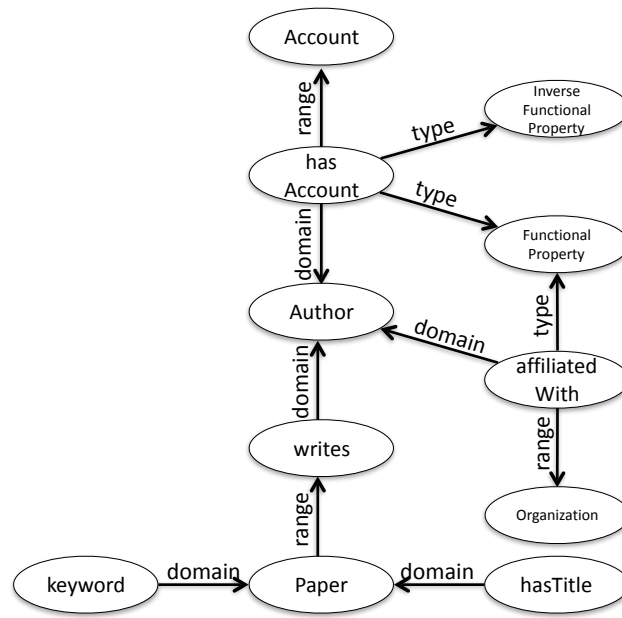 Account
range
Inverse
Functional
Property
type
has
Account
type
domain
Functional
Property
Author
domain
type
affiliated
With
domain
writes
range
range
Organization
keyword
domain
Paper
domain
hasTitle